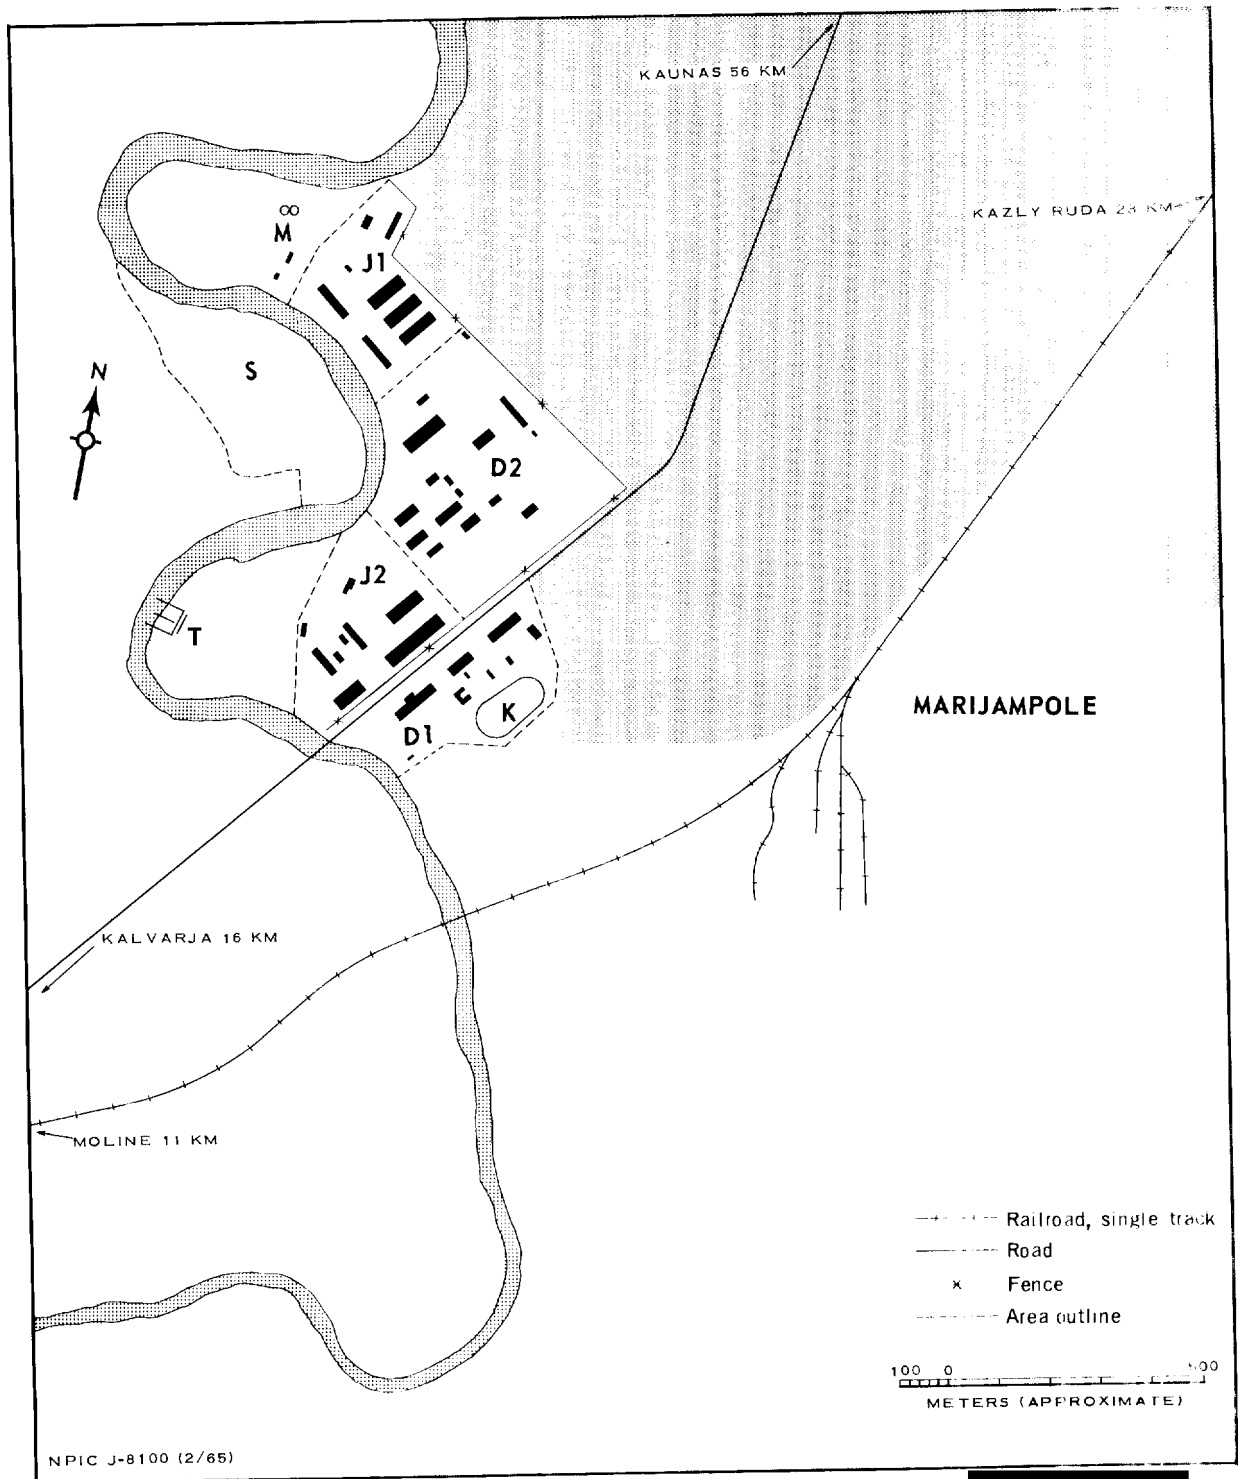 KAUNAS 56 KM
KAZLY RUDA 23 KM
M
J1
N
S
D2
J2
T
MARIJAMPOLE
K
D1
KALVARJA 16 KM
MOLINE 11 KM
Railroad, single track
Road
Fence
Area outline
100 0 500
METERS (APPROXIMATE)
NPIC J-8100 (2/65)